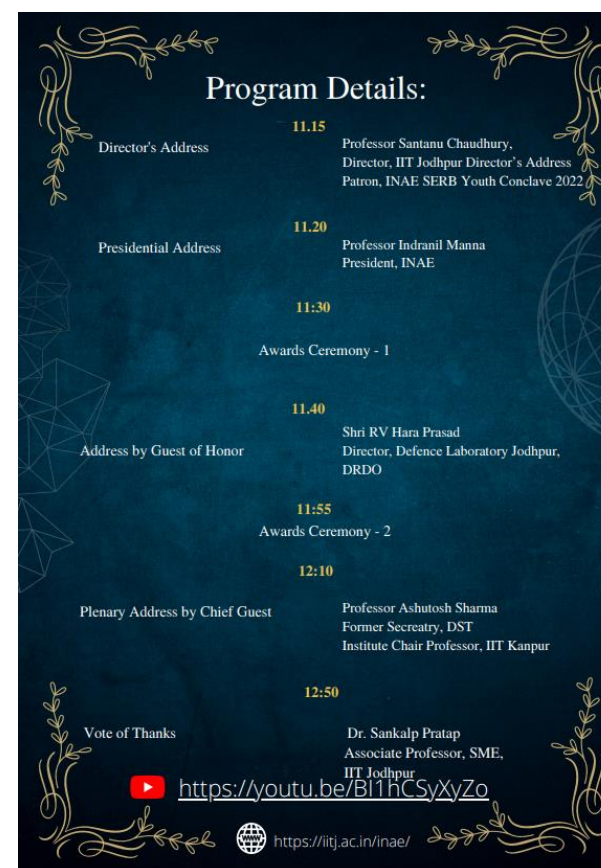 Program Details:
11.15
Director's Address
Professor Santanu Chaudhury,
Director, IIT Jodhpur Director's Address
Patron, INAE SERB Youth Conclave 2022
11.20
Presidential Address
Professor Indranil Manna
President, INAE
11:30
Awards Ceremony - 1
11.40
Address by Guest of Honor
Shri RV Hara Prasad
Director, Defence Laboratory Jodhpur,
DRDO
11:55
Awards Ceremony - 2
12:10
Plenary Address by Chief Guest
Professor Ashutosh Sharma
Former Secreatry, DST
Institute Chair Professor, IIT Kanpur
12:50
Vote of Thanks
Dr. Sankalp Pratap
Associate Professor, SME,
IIT Jodhpur
https://youtu.be/BI1hCSyXyZo
https://iitj.ac.in/inae/